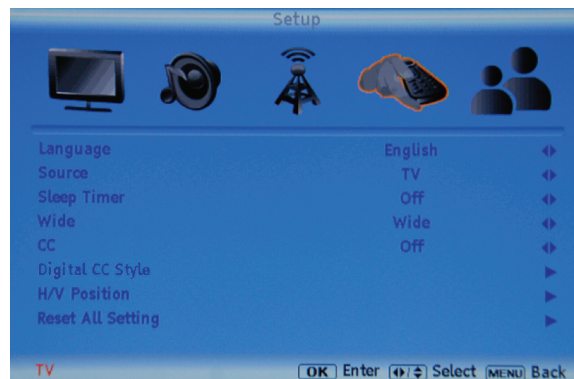 Setup
Language English
Source TV
Sleep Timer Off
Wide Wide
CC Off
Digital CC Style
H/V Position
Reset All Setting
TV OK Enter Select MENU Back